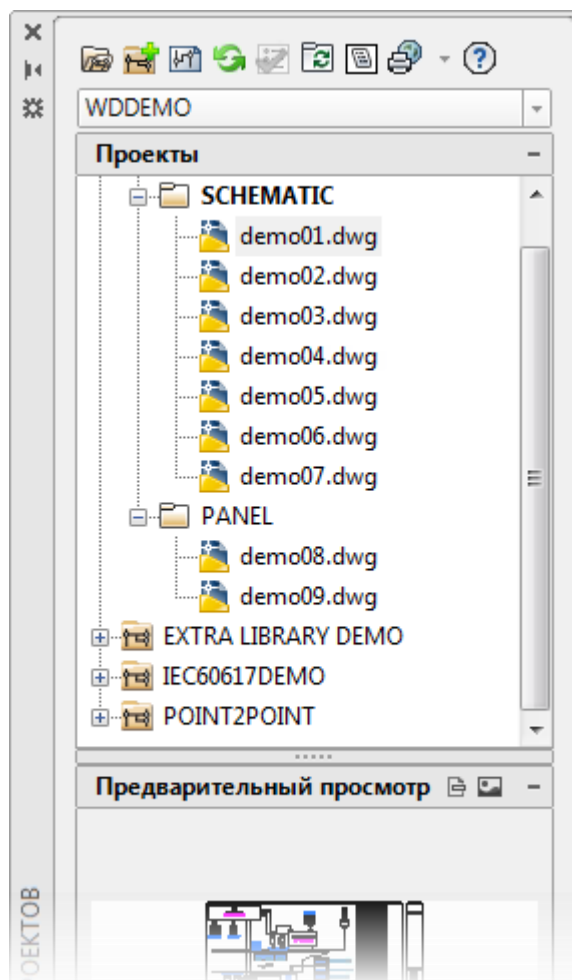 WDDEMO
Проекты
SCHEMATIC
demo01.dwg
demo02.dwg
demo03.dwg
demo04.dwg
demo05.dwg
demo06.dwg
demo07.dwg
PANEL
demo08.dwg
demo09.dwg
EXTRA LIBRARY DEMO
IEC60617DEMO
POINT2POINT
Предварительный просмотр